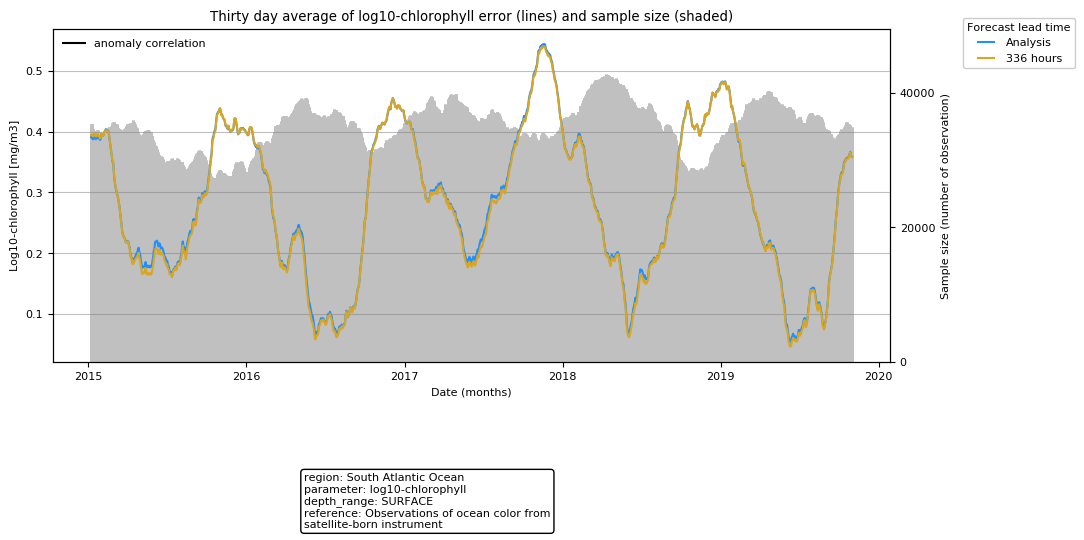 Thirty day average of log10-chlorophyll error (lines) and sample size (shaded)
anomaly correlation
Forecast lead time
Analysis
336 hours
Log10-chlorophyll [mg/m3]
0.5
0.4
0.3
0.2
0.1
40000
20000
0
Sample size (number of observation)
2015 2016 2017 2018 2019 2020
Date (months)
region: South Atlantic Ocean
parameter: log10-chlorophyll
depth_range: SURFACE
reference: Observations of ocean color from
satellite-born instrument